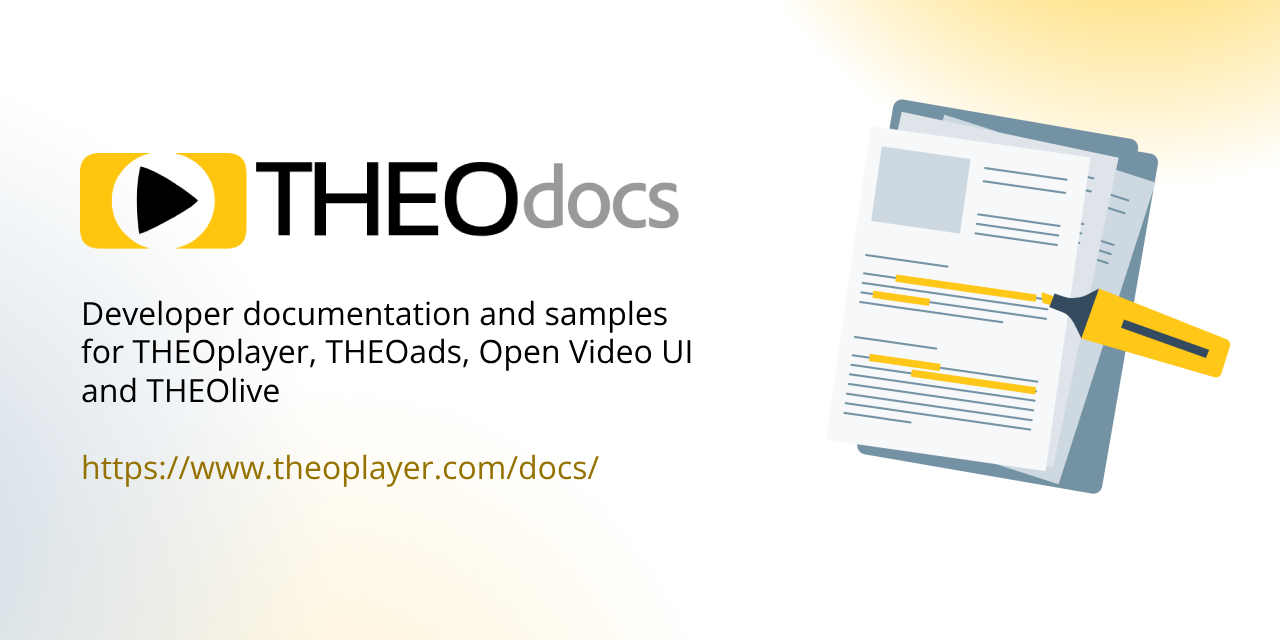 THEOdocs
Developer documentation and samples
for THEOplayer, THEOads, Open Video UI
and THEOlive
https://www.theoplayer.com/docs/